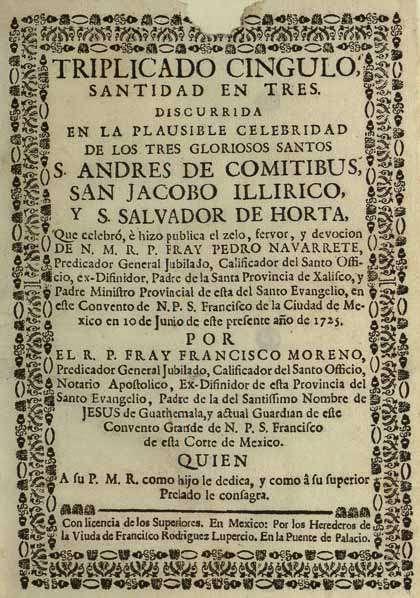 TRIPLICADO CINGULO,
SANTIDAD EN TRES.
DISCURRIDA
EN LA PLAUSIBLE CELEBRIDAD
DE LOS TRES GLORIOSOS SANTOS
S. ANDRES DE COMITIBUS,
SAN JACOBO ILLIRICO,
Y S. SALVADOR DE HORTA,
Que celebró, è hizo publica el zelo, fervor, y devocion
DE N. M. R. P. FRAY PEDRO NAVARRETE,
Predicador General Jubilado, Calificador del Santo Offi-
cio, ex-Difinidor, Padre de la Santa Provincia de Xalisco, y
Padre Ministro Provincial de esta del Santo Evangelio, en
este Convento de N. P. S. Francisco de la Ciudad de Me-
xico en 10 de Junio de este presente año de 1725.
POR
EL R. P. FRAY FRANCISCO MORENO,
Predicador General Jubilado, Calificador del Santo Officio,
Notario Apostolico, Ex-Difinidor de esta Provincia del
Santo Evangelio, Padre de la del Santissimo Nombre de
JESUS de Guathemala, y actual Guardian de este
Convento Grande de N. P. S. Francisco
de esta Corte de Mexico.
QUIEN
A su P. M. R. como hijo le dedica, y como â su superior
Prelado le consagra.
Con licencia de los Superiores. En Mexico: Por los Herederos de
la Viuda de Francisco Rodriguez Lupercio. En la Puente de Palacio.